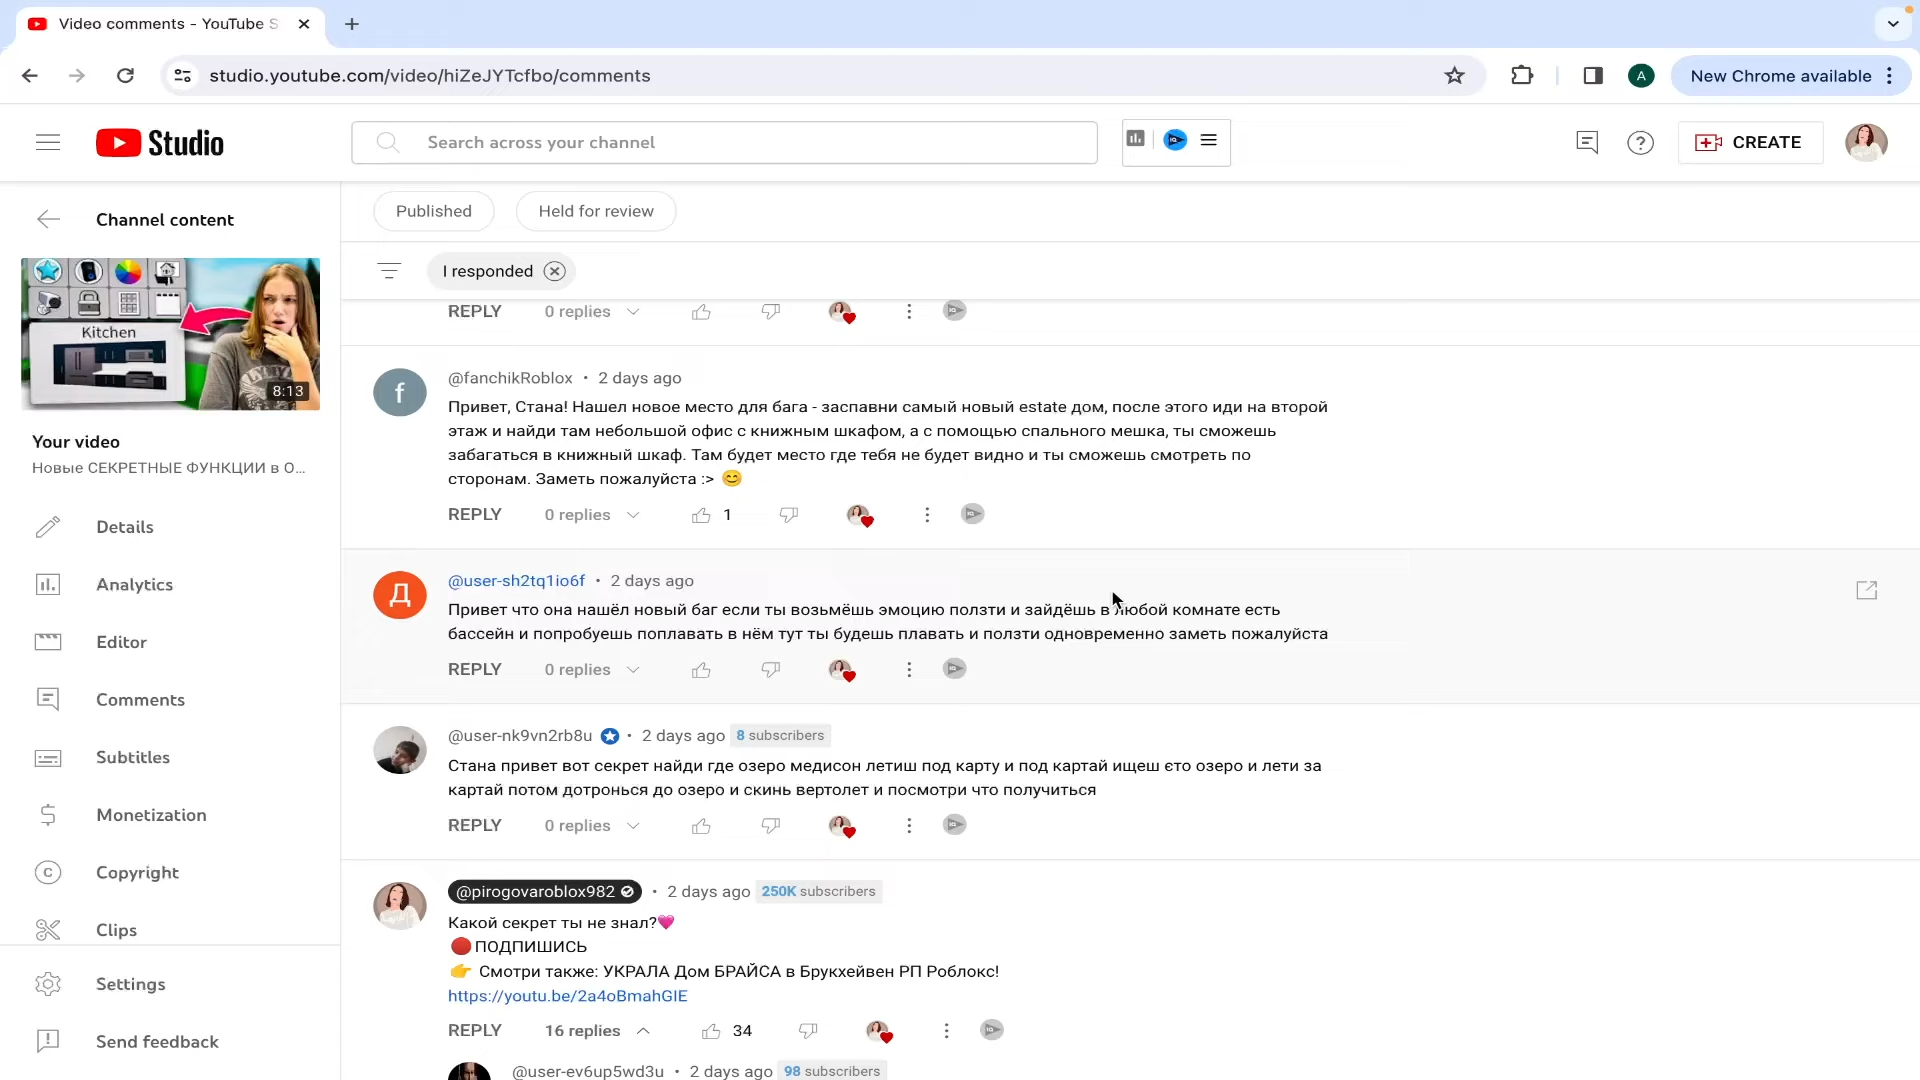 Video comments - YouTube S
studio.youtube.com/video/hiZeJYTcfbo/comments
A
New Chrome available
Studio
Search across your channel
CREATE
Channel content
Published
Held for review
I responded
Kitchen
8:13
Your video
Новые СЕКРЕТНЫЕ ФУНКЦИИ в О...
Details
Analytics
Editor
Comments
Subtitles
Monetization
Copyright
Clips
Settings
Send feedback
REPLY 0 replies
f
@fanchikRoblox • 2 days ago
Привет, Стана! Нашел новое место для бага - заспавни самый новый estate дом, после этого иди на второй
этаж и найди там небольшой офис с книжным шкафом, а с помощью спального мешка, ты сможешь
забагаться в книжный шкаф. Там будет место где тебя не будет видно и ты сможешь смотреть по
сторонам. Заметь пожалуйста :> 😊
REPLY 0 replies 1
Д
@user-sh2tq1io6f • 2 days ago
Привет что она нашёл новый баг если ты возьмёшь эмоцию ползти и зайдёшь в любой комнате есть
бассейн и попробуешь поплавать в нём тут ты будешь плавать и ползти одновременно заметь пожалуйста
REPLY 0 replies
@user-nk9vn2rb8u • 2 days ago 8 subscribers
Стана привет вот секрет найди где озеро медисон летиш под карту и под картай ищеш єто озеро и лети за
картай потом дотронься до озеро и скинь вертолет и посмотри что получиться
REPLY 0 replies
@pirogovaroblox982 • 2 days ago 250K subscribers
Какой секрет ты не знал?💗
🔴ПОДПИШИСЬ
👉 Смотри также: УКРАЛА Дом БРАЙСА в Брукхейвен РП Роблокс!
https://youtu.be/2a4oBmahGIE
REPLY 16 replies 34
@user-ev6up5wd3u • 2 days ago 98 subscribers